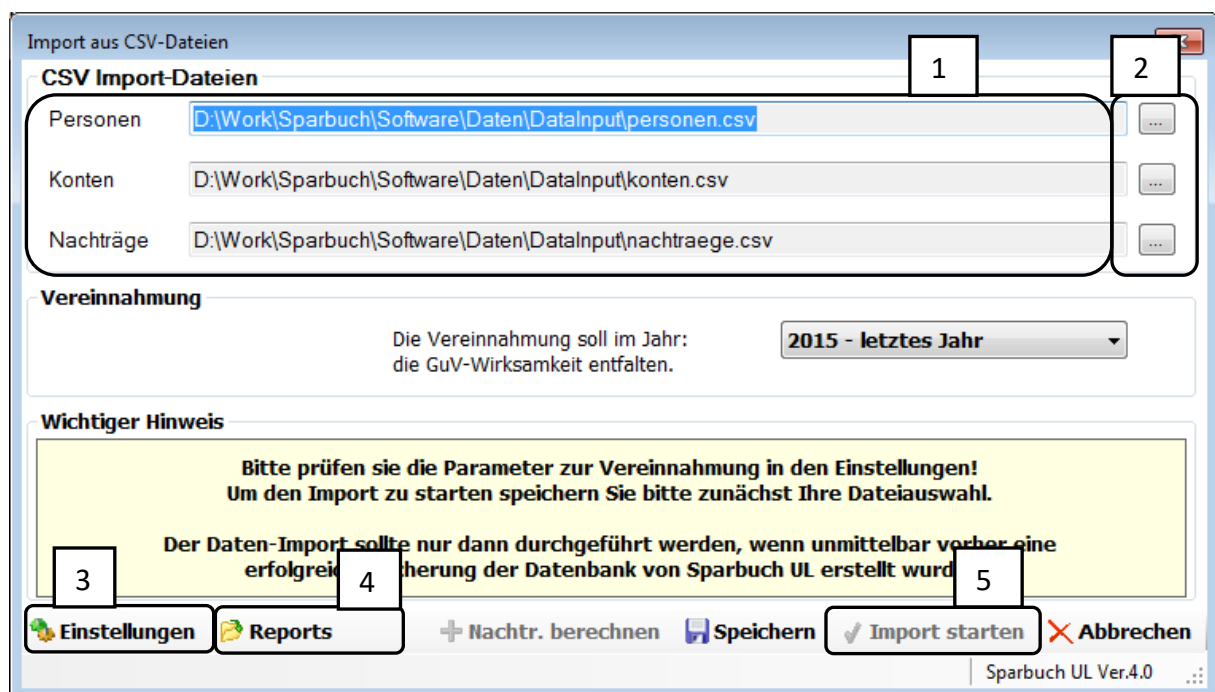 Import aus CSV-Dateien
1
2
CSV Import-Dateien
Personen D:\Work\Sparbuch\Software\Daten\DataInput\personen.csv ...
Konten D:\Work\Sparbuch\Software\Daten\DataInput\konten.csv ...
Nachträge D:\Work\Sparbuch\Software\Daten\DataInput\nachtraege.csv ...
Vereinnahmung
Die Vereinnahmung soll im Jahr: 2015 - letztes Jahr
die GuV-Wirksamkeit entfalten.
Wichtiger Hinweis
Bitte prüfen sie die Parameter zur Vereinnahmung in den Einstellungen!
Um den Import zu starten speichern Sie bitte zunächst Ihre Dateiauswahl.
Der Daten-Import sollte nur dann durchgeführt werden, wenn unmittelbar vorher eine
der Datenbank von Sparbuch UL erstellt
3
4
5
Einstellungen Reports Nachtr. berechnen Speichern Import starten Abbrechen
Sparbuch UL Ver.4.0